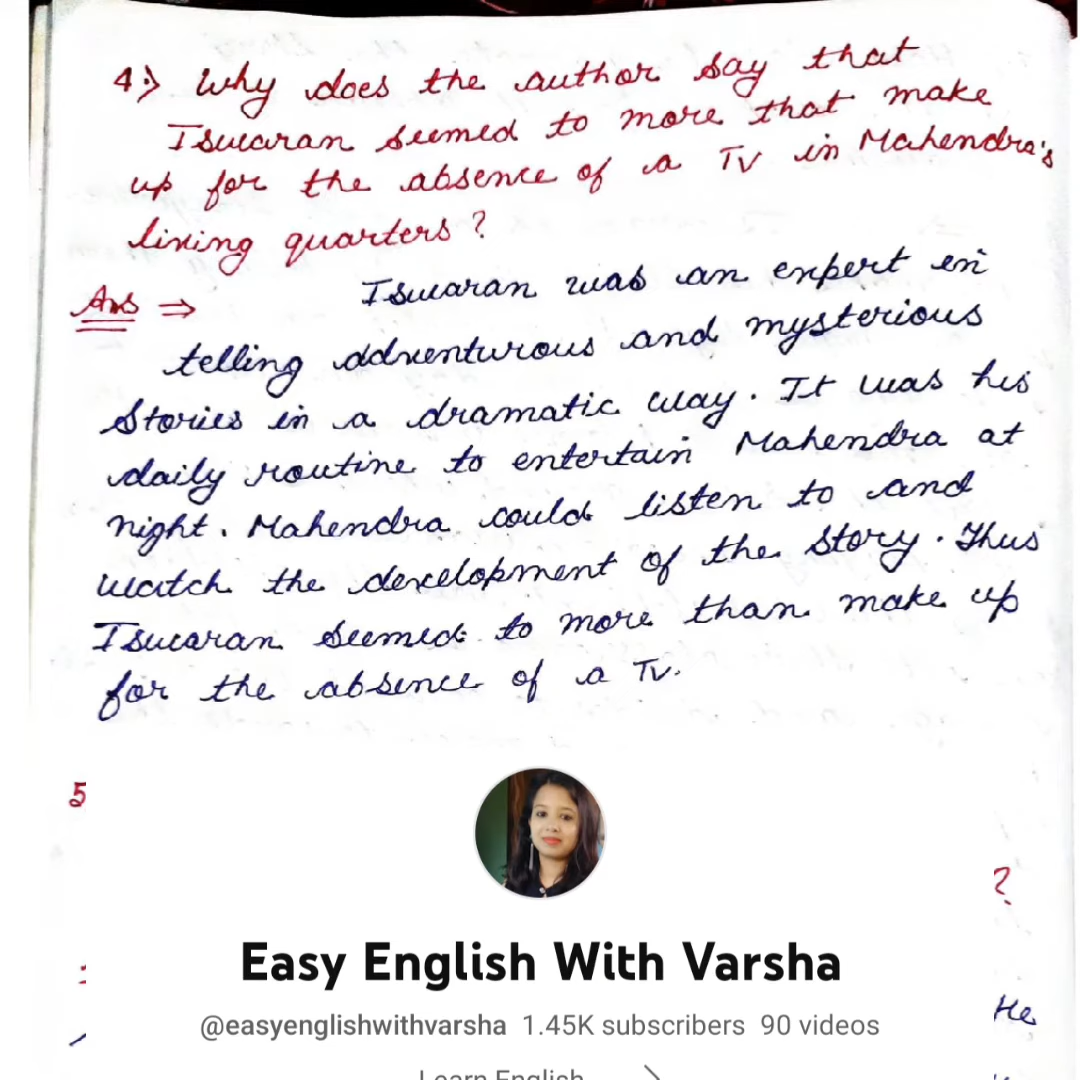 4:) Why does the author say that
Iswaran seemed to more that make
up for the absence of a TV in Mahendra's
living quarters?
Ans ⇒ Iswaran was an expert in
telling adventurous and mysterious
Stories in a dramatic way. It was his
daily routine to entertain Mahendra at
night. Mahendra could listen to and
watch the development of the story. Thus
Iswaran seemed to more than make up
for the absence of a TV.
5
?
Easy English With Varsha
@easyenglishwithvarsha 1.45K subscribers 90 videos
He
Learn English